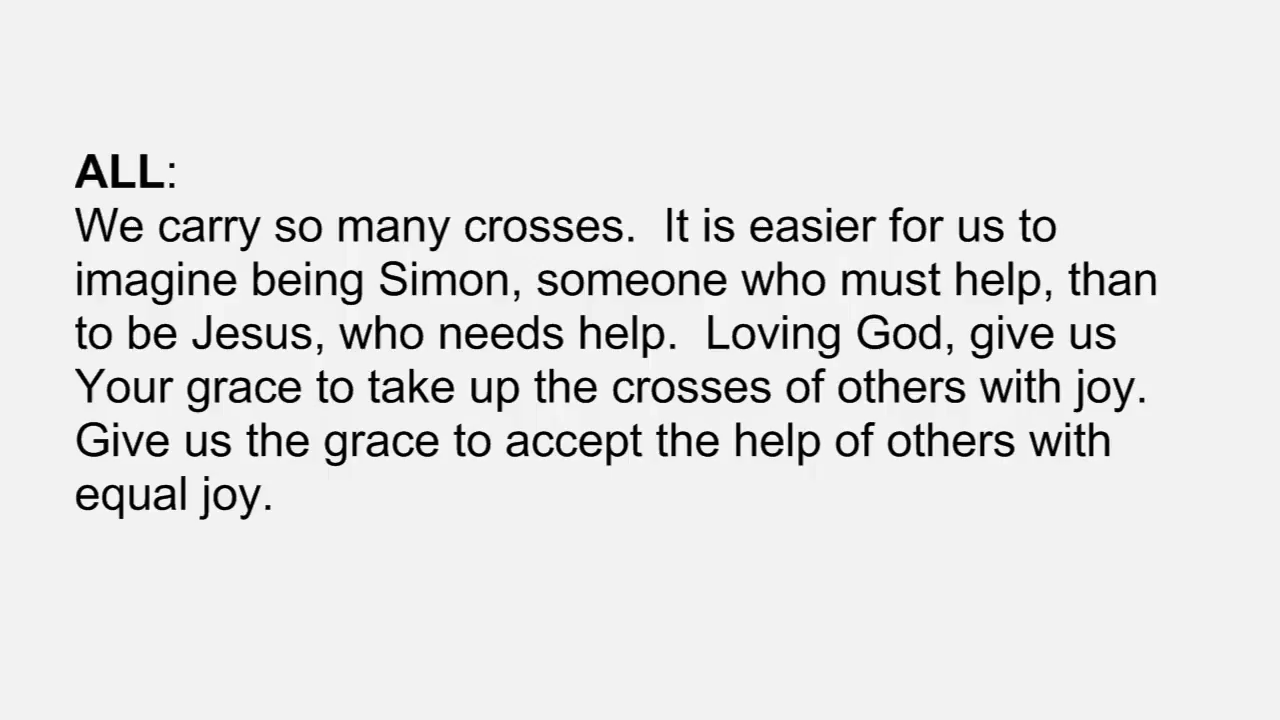 ALL:
We carry so many crosses.  It is easier for us to
imagine being Simon, someone who must help, than
to be Jesus, who needs help.  Loving God, give us
Your grace to take up the crosses of others with joy.
Give us the grace to accept the help of others with
equal joy.